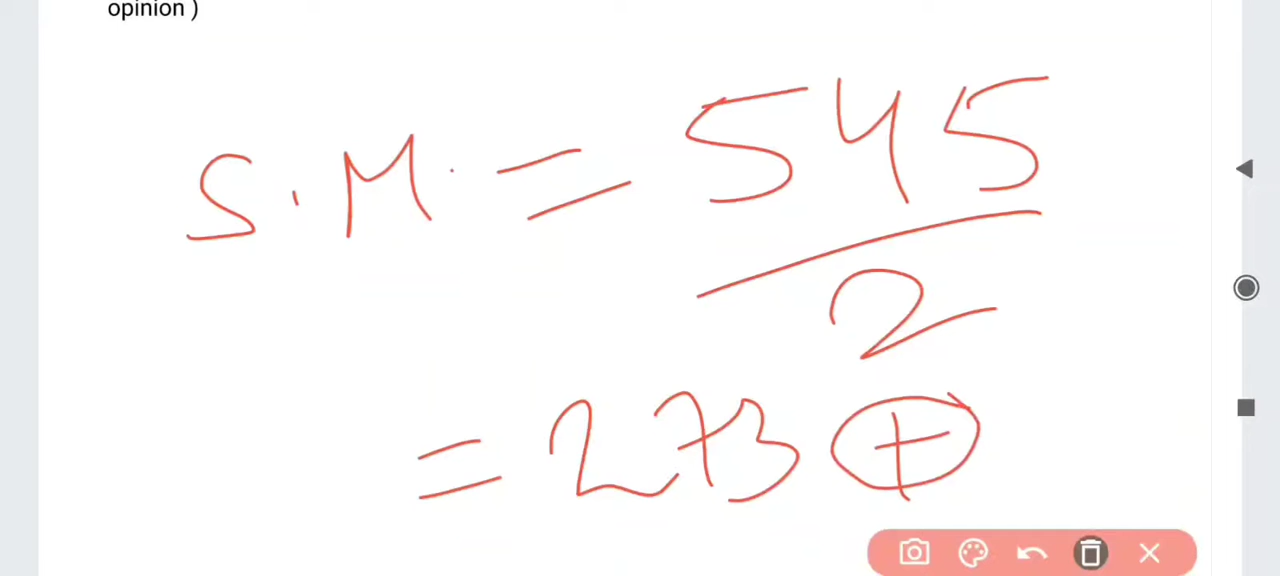 opinion )
S.M. = 545
2
= 273 +